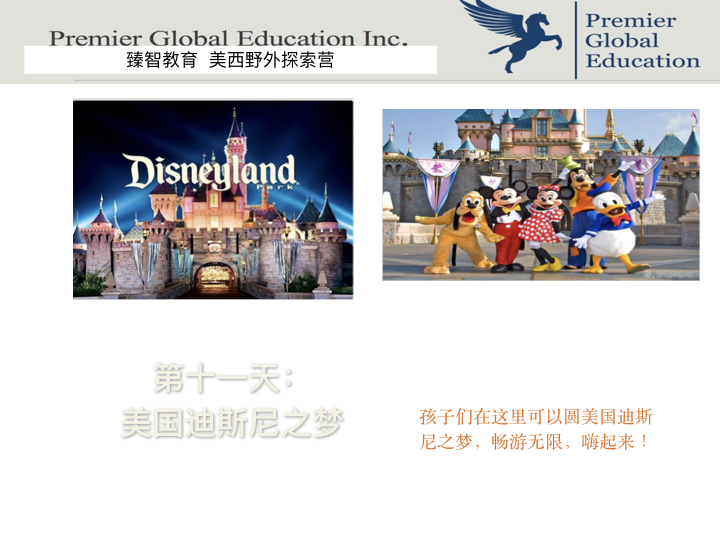 Premier Global Education Inc.
臻智教育 美西野外探索营
Premier
Global
Education
Disneyland
Park
第十一天：
美国迪斯尼之梦
孩子们在这里可以圆美国迪斯
尼之梦，畅游无限，嗨起来！